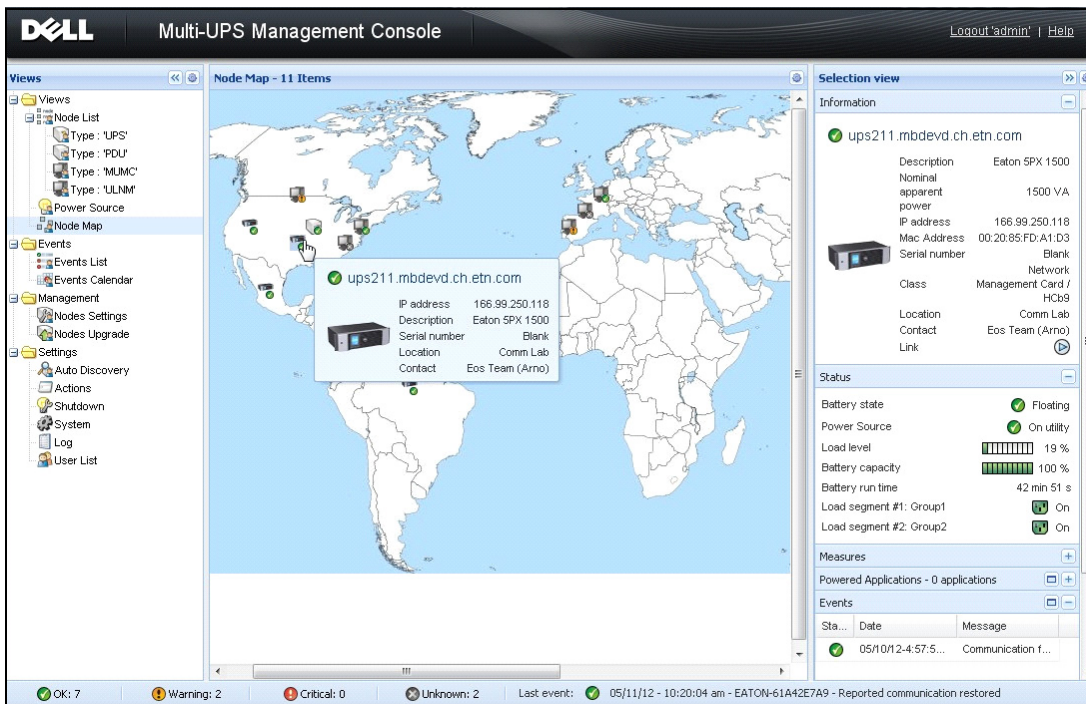 DELL
Multi-UPS Management Console
Logout 'admin' | Help
Views
Views
Node List
Type : 'UPS'
Type : 'PDU'
Type : 'MUMC'
Type : 'ULNM'
Power Source
Node Map
Events
Events List
Events Calendar
Management
Nodes Settings
Nodes Upgrade
Settings
Auto Discovery
Actions
Shutdown
System
Log
User List
Node Map - 11 Items
ups211.mbdevd.ch.etn.com
IP address 166.99.250.118
Description Eaton 5PX 1500
Serial number Blank
Location Comm Lab
Contact Eos Team (Arno)
Selection view
Information
ups211.mbdevd.ch.etn.com
Description Eaton 5PX 1500
Nominal apparent power 1500 VA
IP address 166.99.250.118
Mac Address 00:20:85:FD:A1:D3
Serial number Blank
Class Network Management Card / HCb9
Location Comm Lab
Contact Eos Team (Arno)
Link
Status
Battery state Floating
Power Source On utility
Load level 19 %
Battery capacity 100 %
Battery run time 42 min 51 s
Load segment #1: Group1 On
Load segment #2: Group2 On
Measures
Powered Applications - 0 applications
Events
Sta... Date Message
05/10/12-4:57:5... Communication f...
OK: 7 Warning: 2 Critical: 0 Unknown: 2 Last event: 05/11/12 - 10:20:04 am - EATON-61A42E7A9 - Reported communication restored